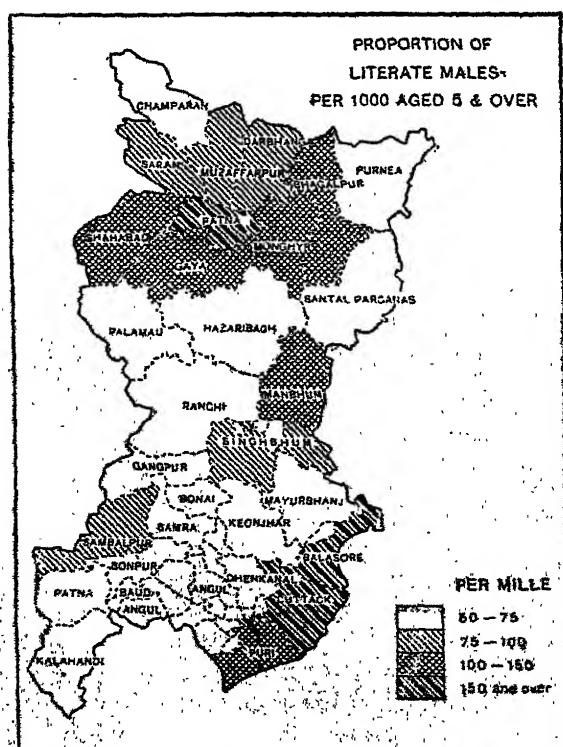 PROPORTION OF
LITERATE MALES
PER 1000 AGED 5 & OVER
CHAMPARAN
DARBHANGA
SARAN
MUZAFFARPUR
BHAGALPUR
PURNEA
PATNA
SHAHABAD
MONGHYR
GAYA
SANTAL PARGANAS
PALAMAU
HAZARIBAGH
MANBHUM
RANCHI
SINGHBHUM
GANGPUR
BONAI
MAYURBHANJ
KEONJHAR
BAMRA
SAMBALPUR
BALASORE
SONPUR
DHENKANAL
PATNA
BAUD
ANGUL
CUTTACK
ANGUL
PURI
KALAHANDI
PER MILLE
50 — 75
75 — 100
100 — 150
150 and over